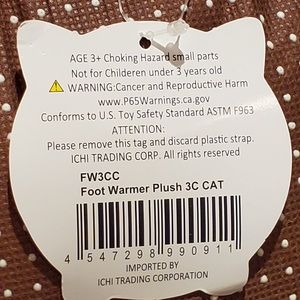 AGE 3+ Choking Hazard small parts
Not for Childeren under 3 years old
WARNING:Cancer and Reproductive Harm
www.P65Warnings.ca.gov
Conforms to U.S. Toy Safety Standard ASTM F963
ATTENTION:
Please remove this tag and discard plastic strap.
ICHI TRADING CORP. All rights reserved
FW3CC
Foot Warmer Plush 3C CAT
4 547298 990911
IMPORTED BY
ICHI TRADING CORPORATION